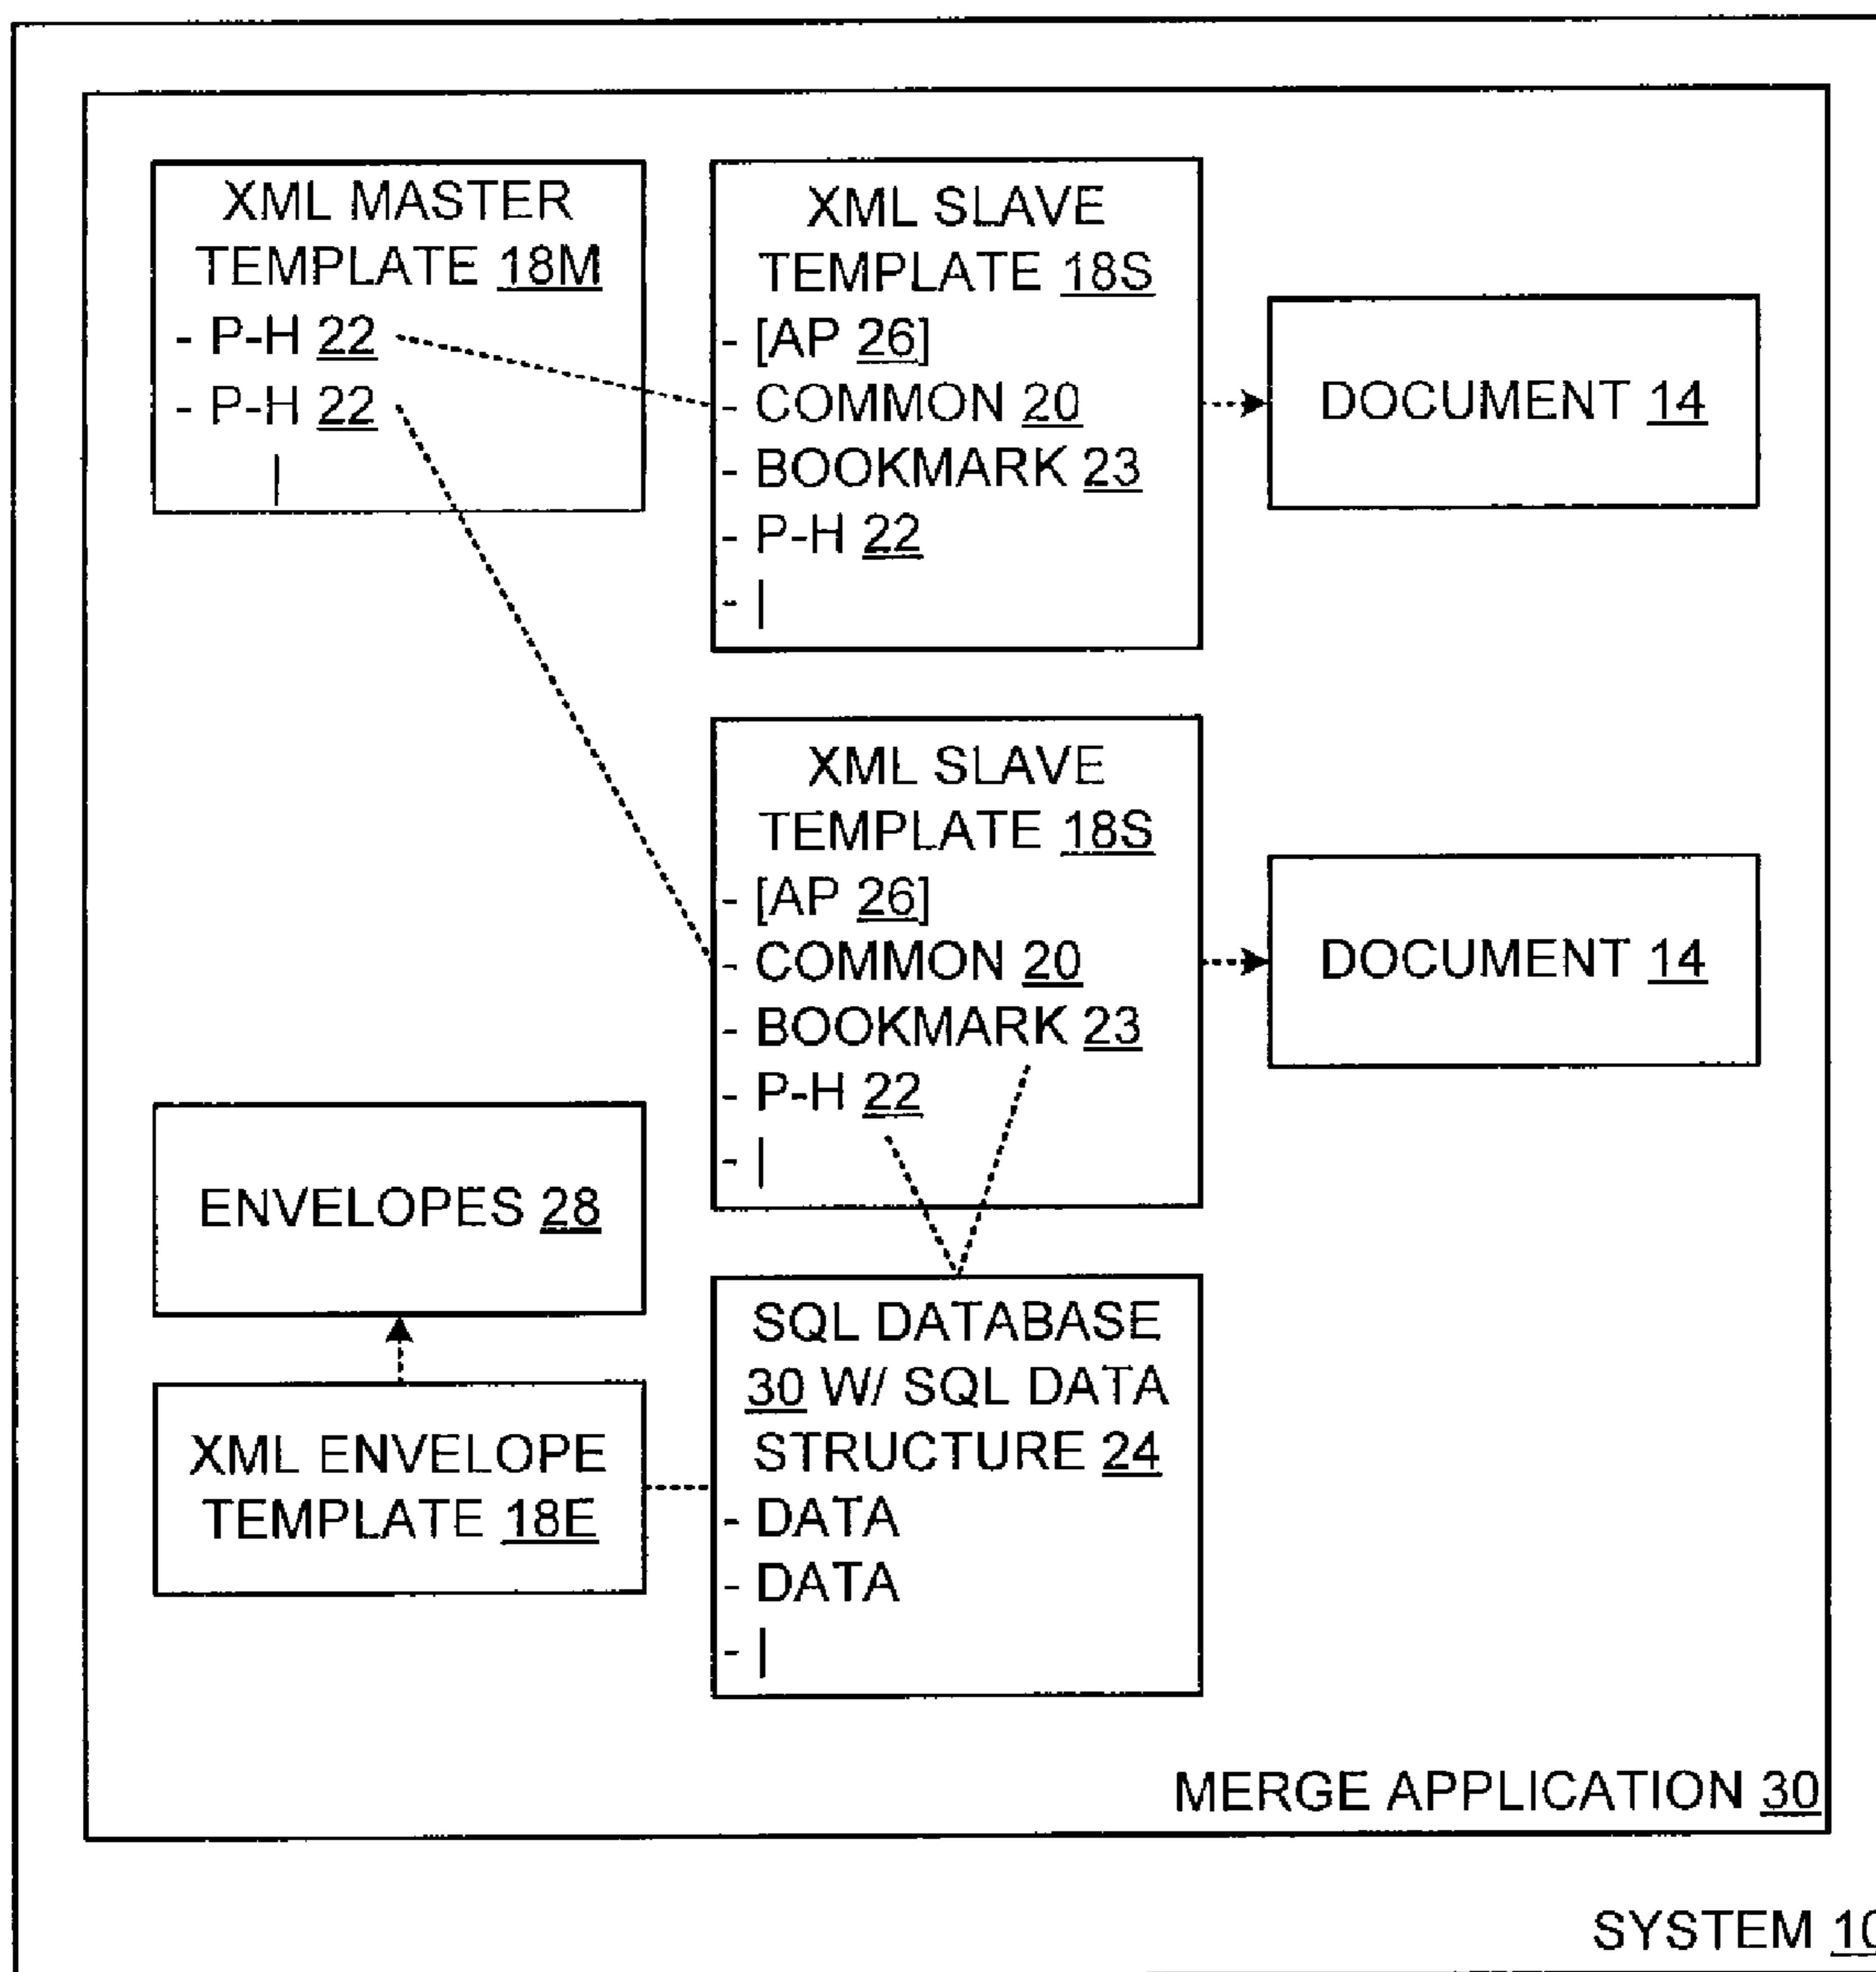 XML MASTER
TEMPLATE 18M
- P-H 22
- P-H 22
|
XML SLAVE
TEMPLATE 18S
- [AP 26]
- COMMON 20
- BOOKMARK 23
- P-H 22
- |
DOCUMENT 14
XML SLAVE
TEMPLATE 18S
- [AP 26]
- COMMON 20
- BOOKMARK 23
- P-H 22
- |
DOCUMENT 14
ENVELOPES 28
XML ENVELOPE
TEMPLATE 18E
SQL DATABASE
30 W/ SQL DATA
STRUCTURE 24
- DATA
- DATA
- |
MERGE APPLICATION 30
SYSTEM 10